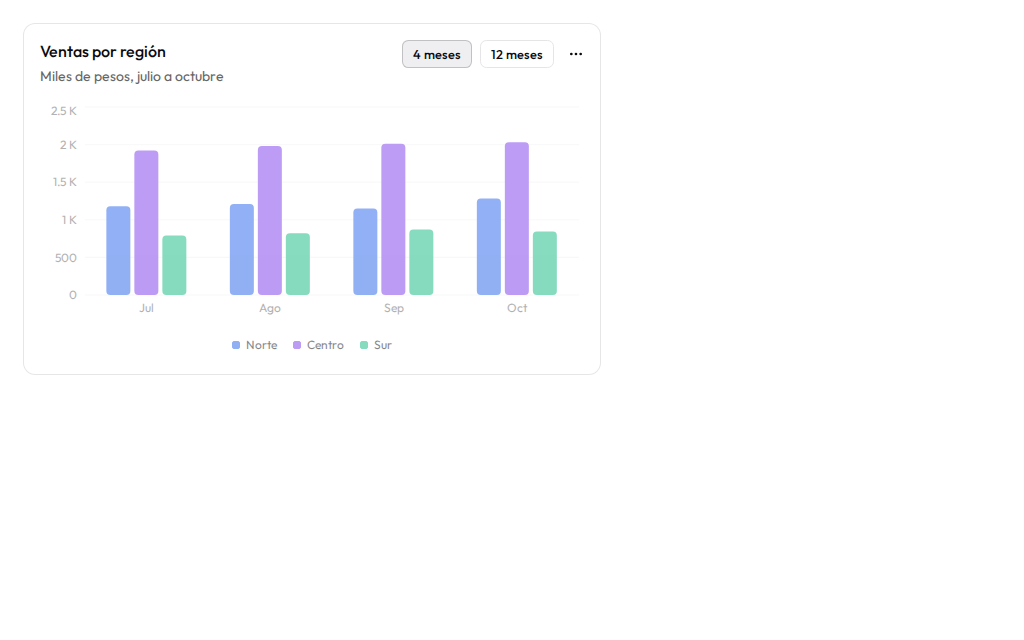 Ventas por región
4 meses
12 meses
Miles de pesos, julio a octubre
2.5 K
2 K
1.5 K
1 K
500
0
Jul
Ago
Sep
Oct
Norte
Centro
Sur